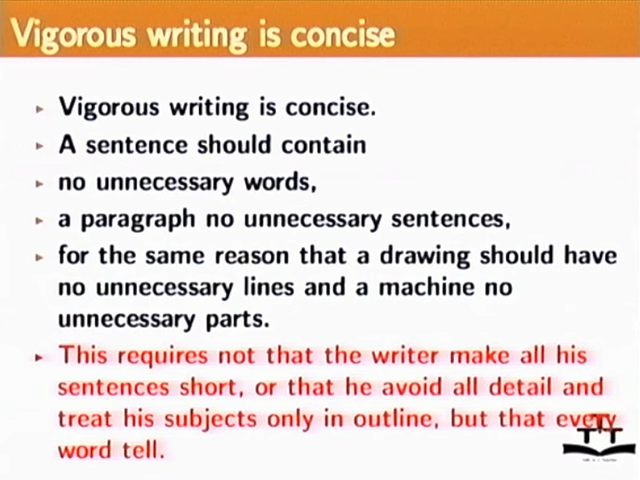 Vigorous writing is concise
Vigorous writing is concise.
A sentence should contain
no unnecessary words,
a paragraph no unnecessary sentences,
for the same reason that a drawing should have
no unnecessary lines and a machine no
unnecessary parts.
This requires not that the writer make all his
sentences short, or that he avoid all detail and
treat his subjects only in outline, but that every
word tell.